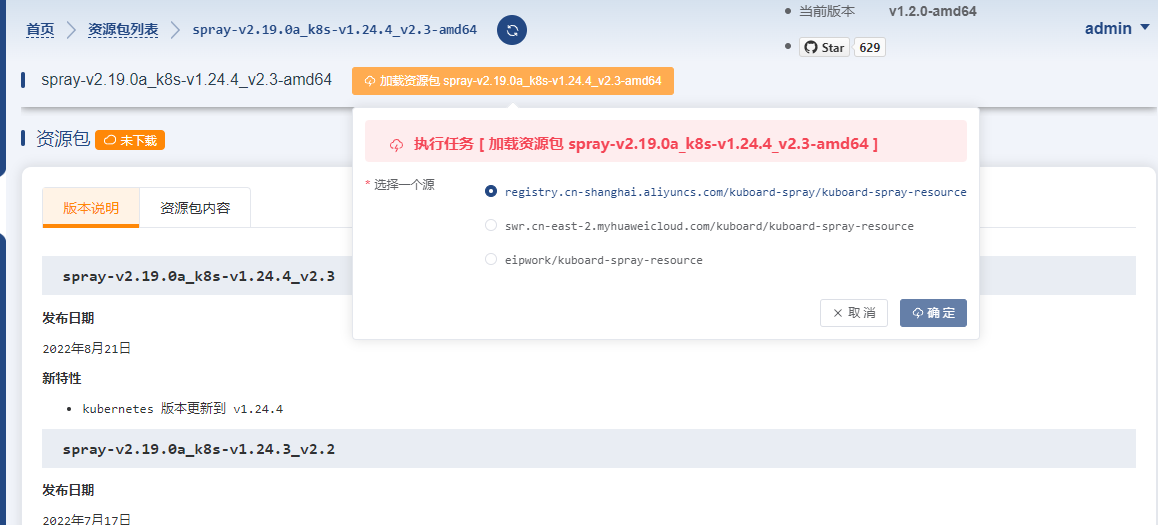 首页 资源包列表 spray-v2.19.0a_k8s-v1.24.4_v2.3-amd64
当前版本 v1.2.0-amd64
Star 629
admin
spray-v2.19.0a_k8s-v1.24.4_v2.3-amd64 加载资源包 spray-v2.19.0a_k8s-v1.24.4_v2.3-amd64
资源包 未下载
执行任务 [ 加载资源包 spray-v2.19.0a_k8s-v1.24.4_v2.3-amd64 ]
* 选择一个源
registry.cn-shanghai.aliyuncs.com/kuboard-spray/kuboard-spray-resource
swr.cn-east-2.myhuaweicloud.com/kuboard/kuboard-spray-resource
eipwork/kuboard-spray-resource
取消 确定
版本说明 资源包内容
spray-v2.19.0a_k8s-v1.24.4_v2.3
发布日期
2022年8月21日
新特性
kubernetes 版本更新到 v1.24.4
spray-v2.19.0a_k8s-v1.24.3_v2.2
发布日期
2022年7月17日